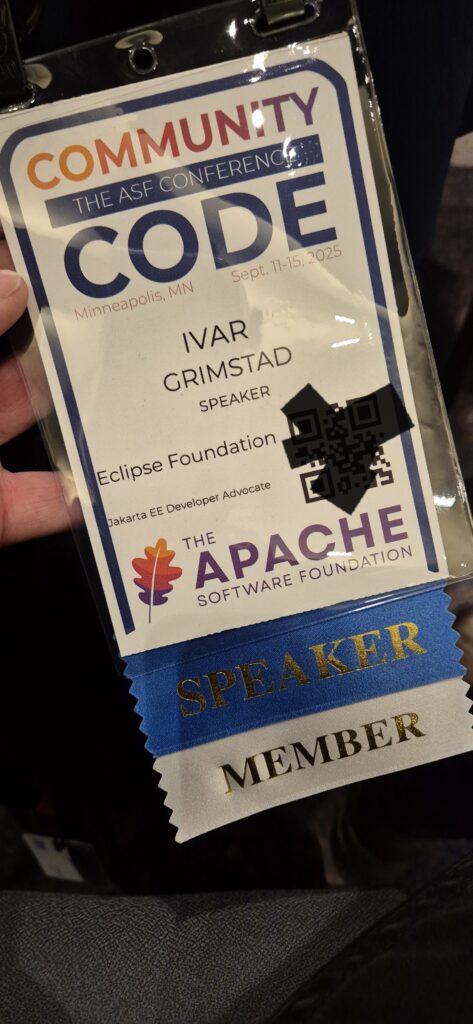 COMMUNITY
THE ASF CONFERENCE
CODE
Minneapolis, MN Sept. 11-15, 2025
IVAR
GRIMSTAD
SPEAKER
Eclipse Foundation
Jakarta EE Developer Advocate
THE
APACHE
SOFTWARE FOUNDATION
SPEAKER
MEMBER